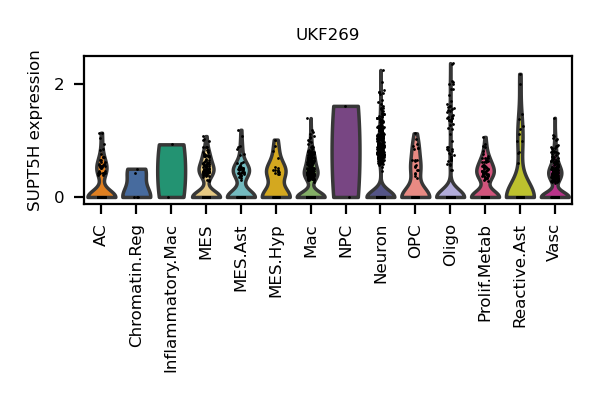 UKF269
SUPT5H expression
2
0
AC
Chromatin.Reg
Inflammatory.Mac
MES
MES.Ast
MES.Hyp
Mac
NPC
Neuron
OPC
Oligo
Prolif.Metab
Reactive.Ast
Vasc